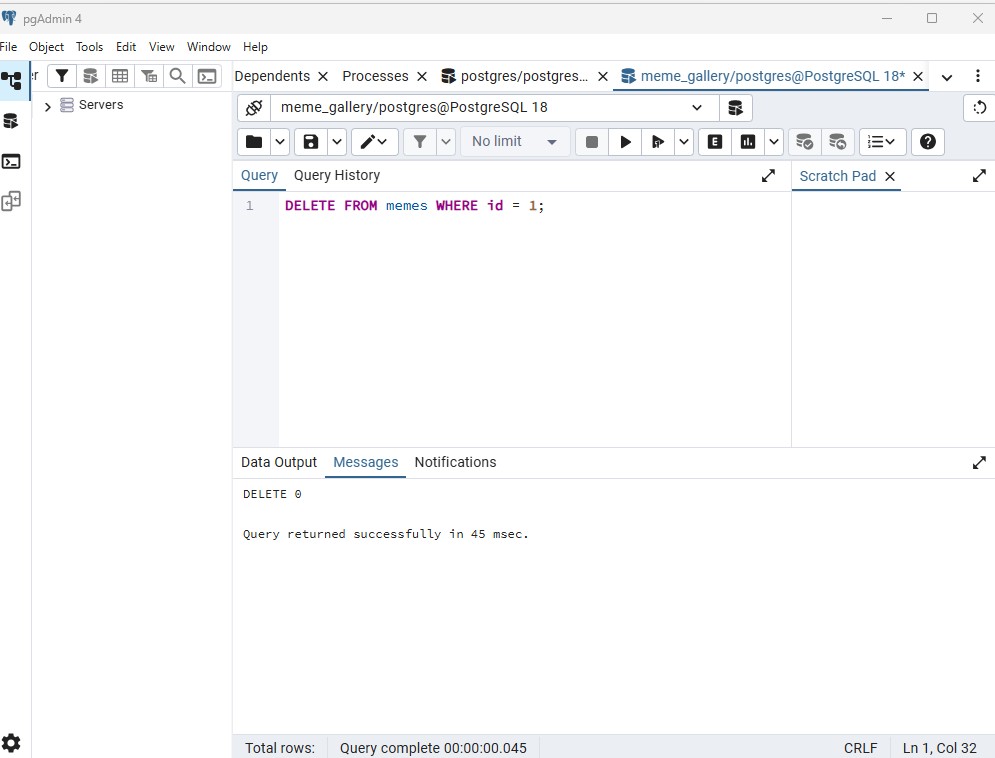 pgAdmin 4
File Object Tools Edit View Window Help
er
Dependents Processes postgres/postgres... meme_gallery/postgres@PostgreSQL 18*
Servers
meme_gallery/postgres@PostgreSQL 18
No limit
E
Query Query History
Scratch Pad
1 DELETE FROM memes WHERE id = 1;
Data Output Messages Notifications
DELETE 0
Query returned successfully in 45 msec.
Total rows: Query complete 00:00:00.045 CRLF Ln 1, Col 32